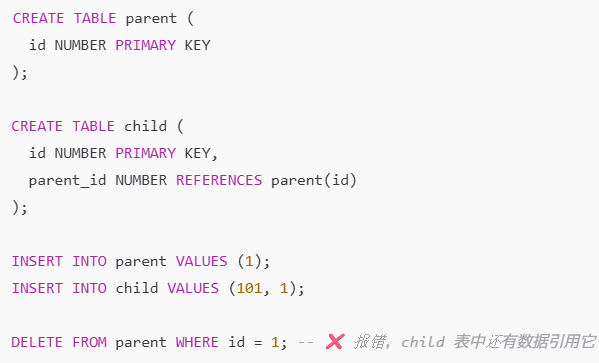 CREATE TABLE parent (
  id NUMBER PRIMARY KEY
);
CREATE TABLE child (
  id NUMBER PRIMARY KEY,
  parent_id NUMBER REFERENCES parent(id)
);
INSERT INTO parent VALUES (1);
INSERT INTO child VALUES (101, 1);
DELETE FROM parent WHERE id = 1; -- ❌ 报错，child 表中还有数据引用它